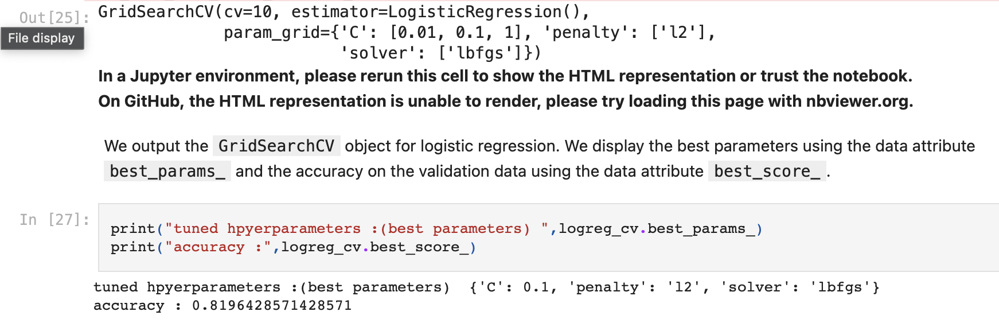 Out[25]:
File display
GridSearchCV(cv=10, estimator=LogisticRegression(),
             param_grid={'C': [0.01, 0.1, 1], 'penalty': ['l2'],
                         'solver': ['lbfgs']})
In a Jupyter environment, please rerun this cell to show the HTML representation or trust the notebook.
On GitHub, the HTML representation is unable to render, please try loading this page with nbviewer.org.
We output the GridSearchCV object for logistic regression. We display the best parameters using the data attribute
best_params_ and the accuracy on the validation data using the data attribute best_score_.
In [27]:
print("tuned hpyerparameters :(best parameters) ",logreg_cv.best_params_)
print("accuracy :",logreg_cv.best_score_)
tuned hpyerparameters :(best parameters)  {'C': 0.1, 'penalty': 'l2', 'solver': 'lbfgs'}
accuracy : 0.8196428571428571